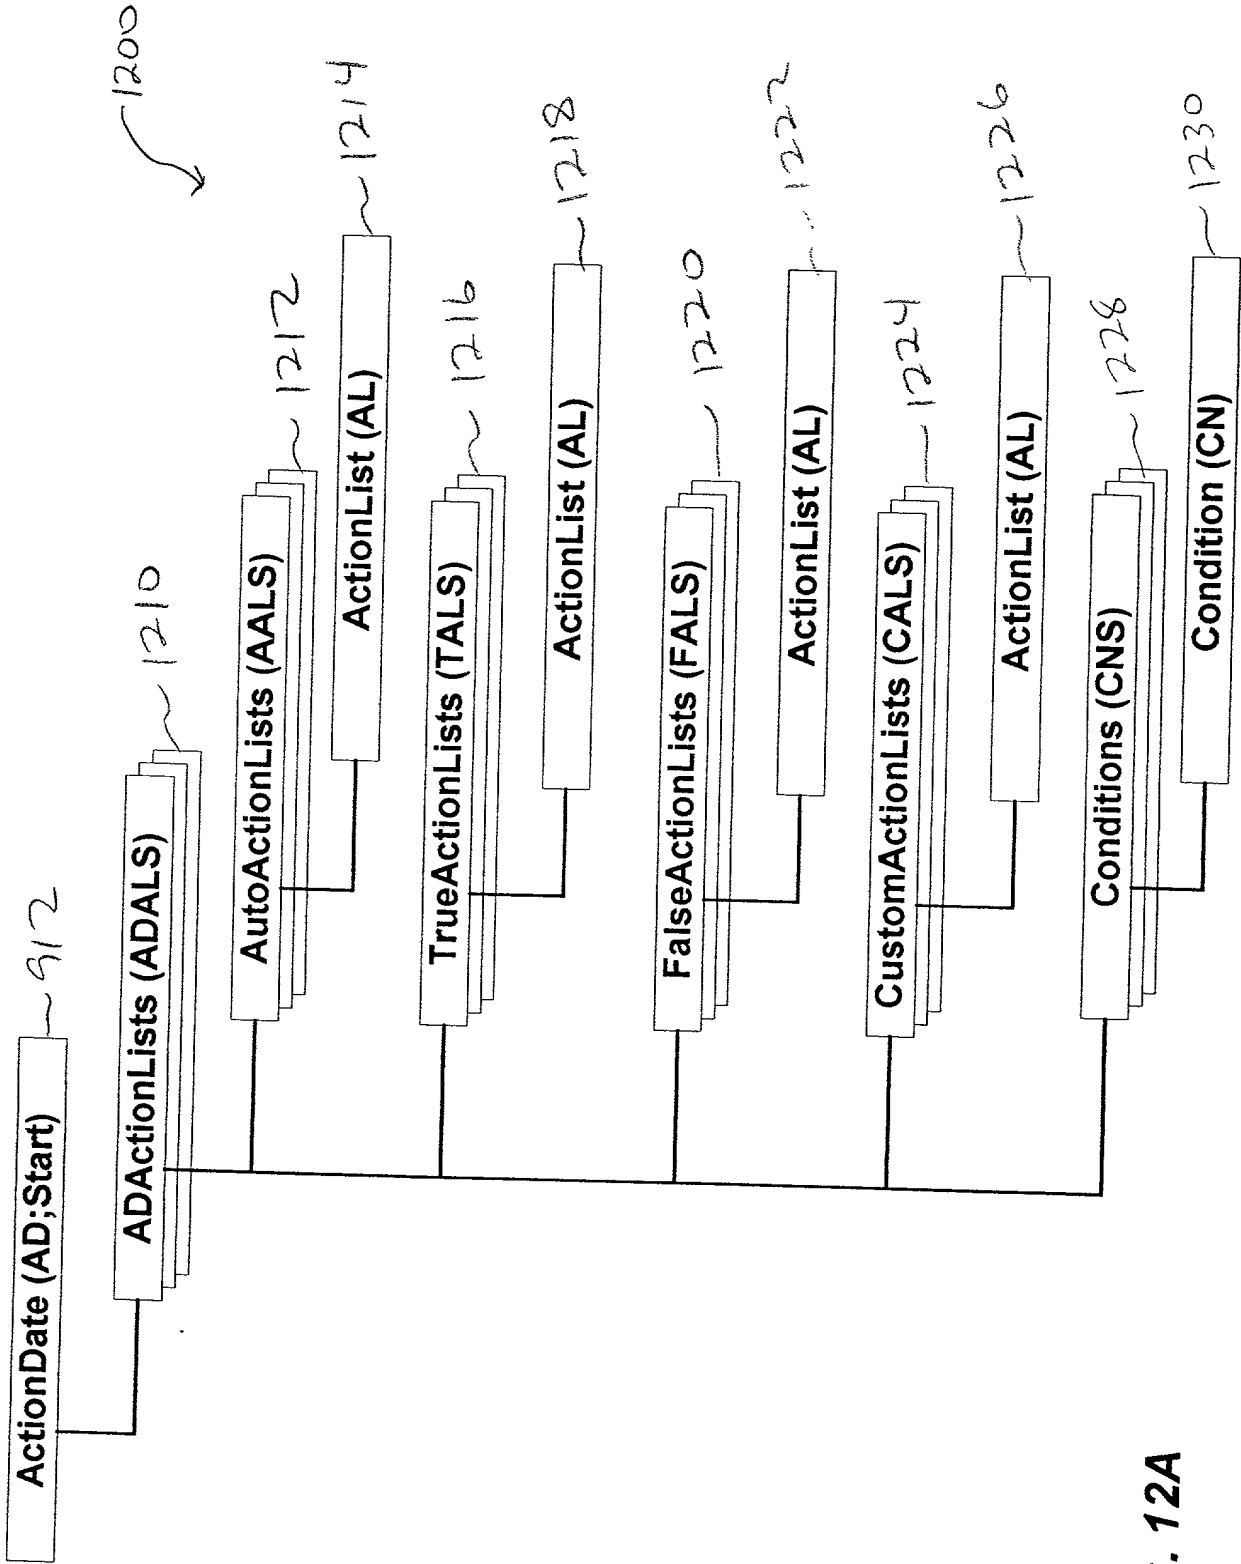 1200
ActionDate (AD;Start)
912
ADActionLists (ADALS)
1210
AutoActionLists (AALS)
1212
ActionList (AL)
1214
TrueActionLists (TALS)
1216
ActionList (AL)
1218
FalseActionLists (FALS)
1220
ActionList (AL)
1222
CustomActionLists (CALS)
1224
ActionList (AL)
1226
Conditions (CNS)
1228
Condition (CN)
1230
. 12A